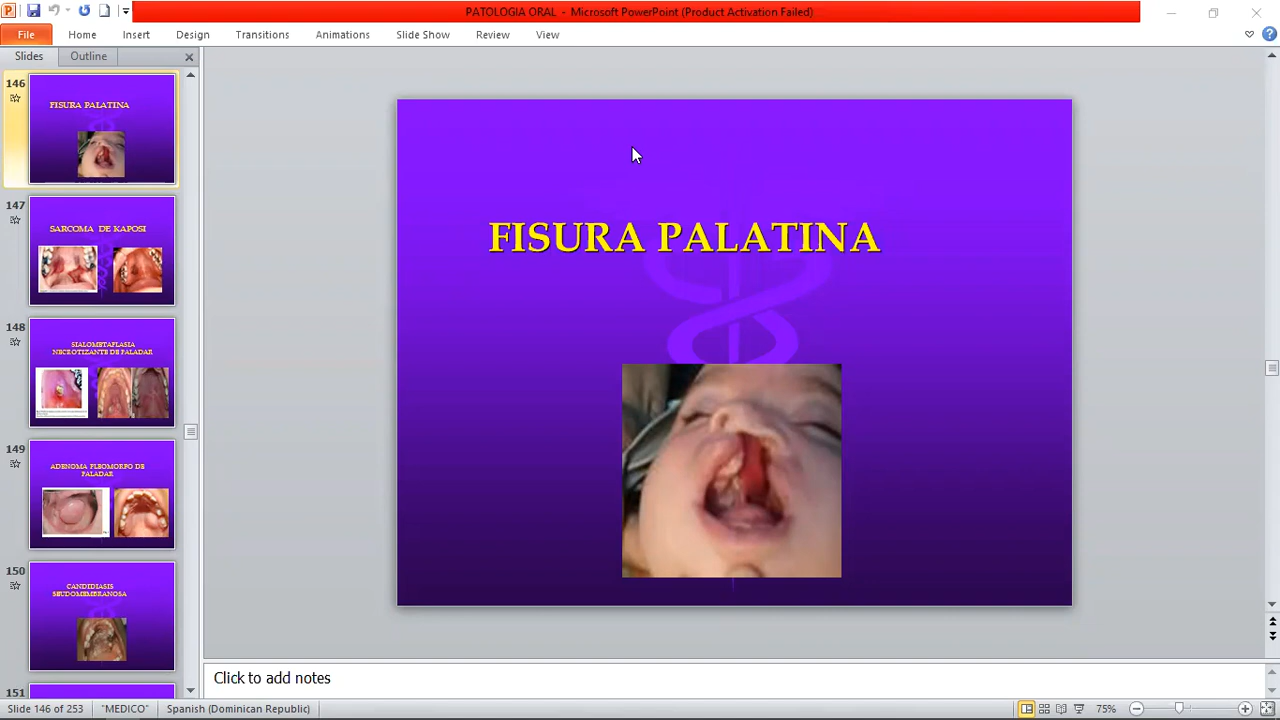 PATOLOGIA ORAL - Microsoft PowerPoint (Product Activation Failed)
File Home Insert Design Transitions Animations Slide Show Review View
Slides Outline
146
FISURA PALATINA
147
SARCOMA DE KAPOSI
148
SIALOMETAPLASIA
NECROTIZANTE DE PALADAR
149
ADENOMA PLEOMORFO DE
PALADAR
150
CANDIDIASIS
SEUDOMEMBRANOSA
151
FISURA PALATINA
Click to add notes
Slide 146 of 253 "MEDICO" Spanish (Dominican Republic) 75%